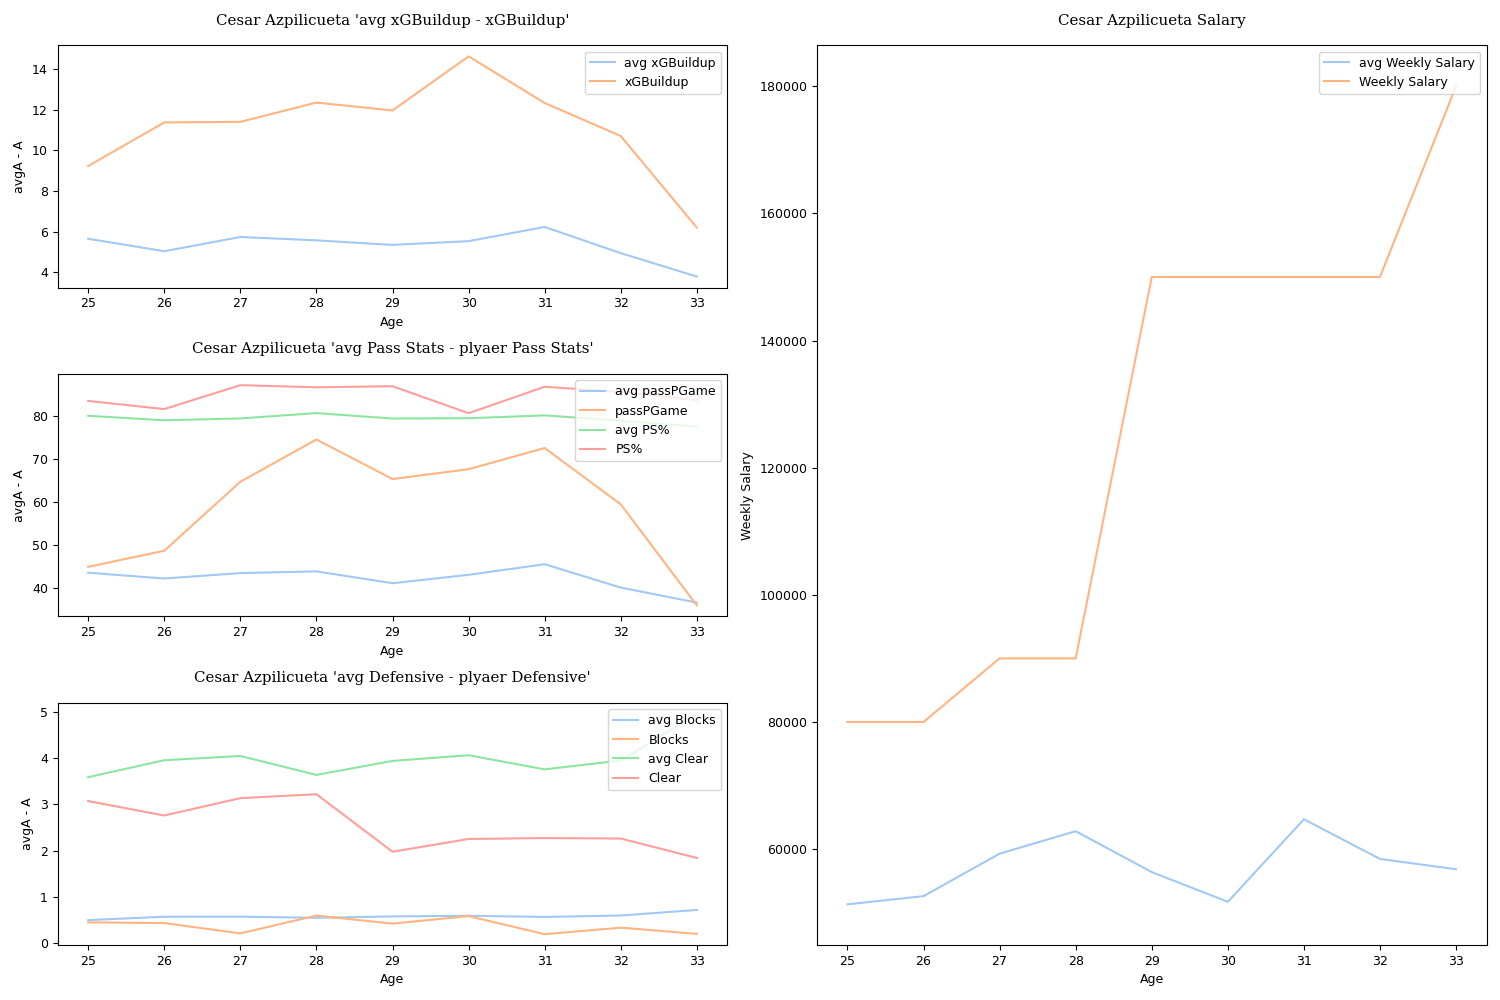 Cesar Azpilicueta 'avg xGBuildup - xGBuildup'
avg xGBuildup
xGBuildup
14
12
10
8
6
4
avgA - A
25 26 27 28 29 30 31 32 33
Age
Cesar Azpilicueta 'avg Pass Stats - plyaer Pass Stats'
avg passPGame
passPGame
avg PS%
PS%
80
70
60
50
40
avgA - A
25 26 27 28 29 30 31 32 33
Age
Cesar Azpilicueta 'avg Defensive - plyaer Defensive'
avg Blocks
Blocks
avg Clear
Clear
5
4
3
2
1
0
avgA - A
25 26 27 28 29 30 31 32 33
Age
Cesar Azpilicueta Salary
avg Weekly Salary
Weekly Salary
180000
160000
140000
120000
100000
80000
60000
Weekly Salary
25 26 27 28 29 30 31 32 33
Age